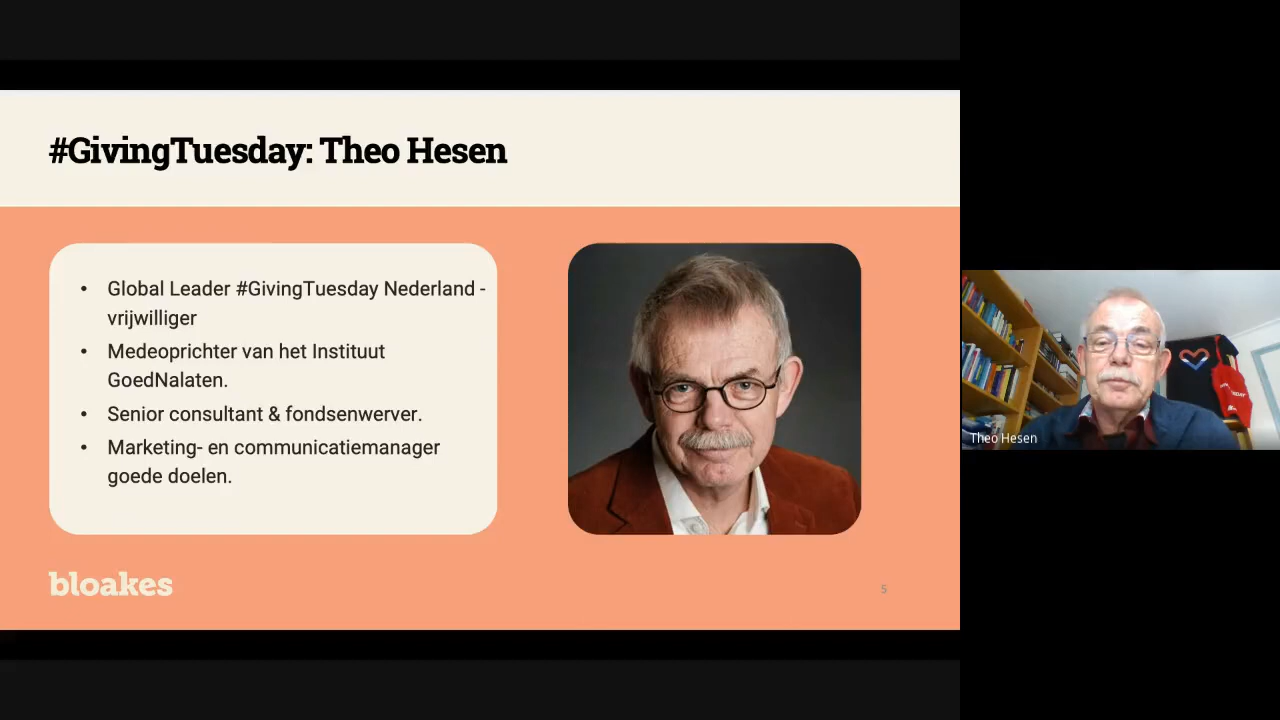 #GivingTuesday: Theo Hesen
• Global Leader #GivingTuesday Nederland -
vrijwilliger
• Medeoprichter van het Instituut
GoedNalaten.
• Senior consultant & fondsenwerver.
• Marketing- en communicatiemanager
goede doelen.
bloakes
5
Theo Hesen